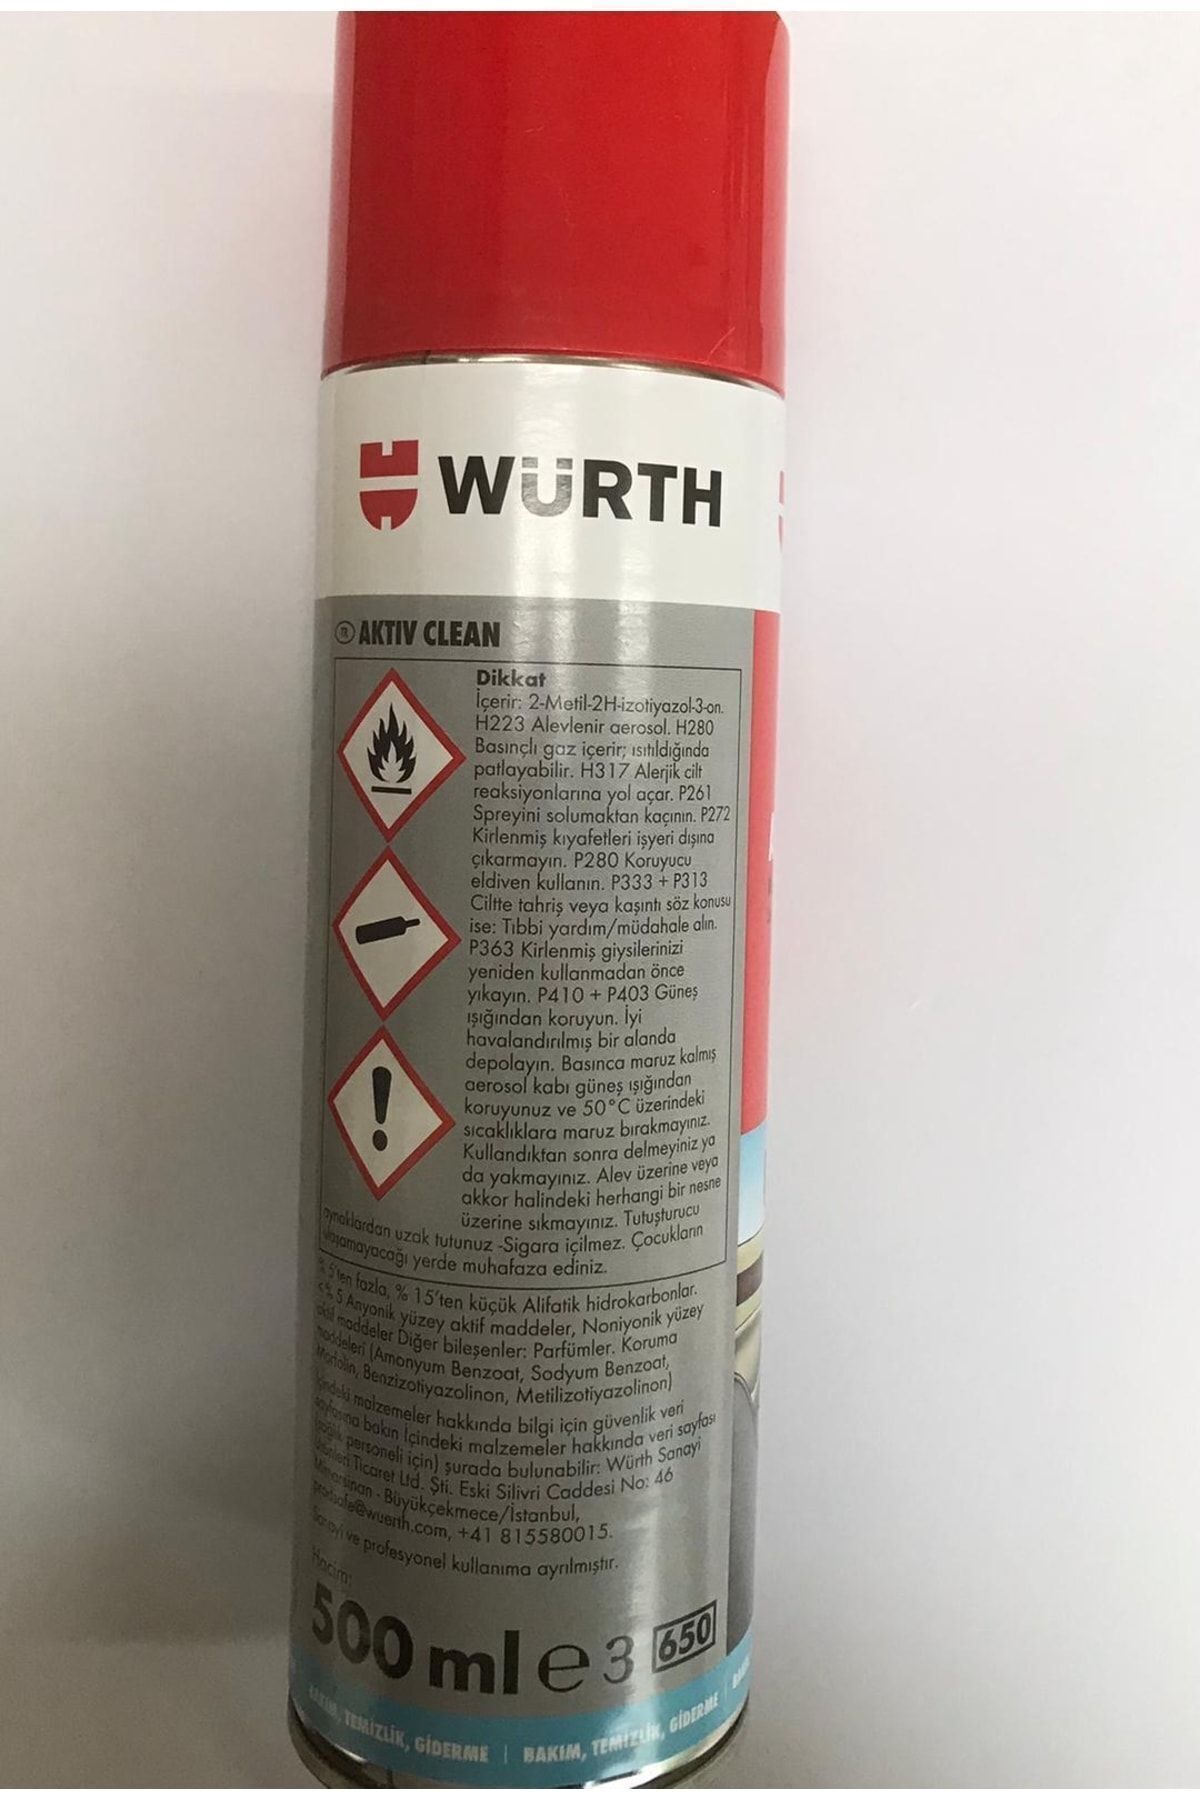 WÜRTH
TR AKTIV CLEAN
Dikkat
İçerir: 2-Metil-2H-izotiyazol-3-on.
H223 Alevlenir aerosol. H280
Basınçlı gaz içerir; ısıtıldığında
patlayabilir. H317 Alerjik cilt
reaksiyonlarına yol açar. P261
Spreyini solumaktan kaçının. P272
Kirlenmiş kıyafetleri işyeri dışına
çıkarmayın. P280 Koruyucu
eldiven kullanın. P333 + P313
Ciltte tahriş veya kaşıntı söz konusu
ise: Tıbbi yardım/müdahale alın.
P363 Kirlenmiş giysilerinizi
yeniden kullanmadan önce
yıkayın. P410 + P403 Güneş
ışığından koruyun. İyi
havalandırılmış bir alanda
depolayın. Basınca maruz kalmış
aerosol kabı güneş ışığından
koruyunuz ve 50°C üzerindeki
sıcaklıklara maruz bırakmayınız.
Kullandıktan sonra delmeyiniz ya
da yakmayınız. Alev üzerine veya
akkor halindeki herhangi bir nesne
üzerine sıkmayınız. Tutuşturucu
aynaklardan uzak tutunuz -Sigara içilmez. Çocukların
ulaşamayacağı yerde muhafaza ediniz.
% 5'ten fazla, % 15'ten küçük Alifatik hidrokarbonlar.
<% 5 Anyonik yüzey aktif maddeler, Noniyonik yüzey
aktif maddeler Diğer bileşenler: Parfümler. Koruma
maddeleri (Amonyum Benzoat, Sodyum Benzoat,
Morfolin, Benzizotiyazolinon, Metilizotiyazolinon)
İçindeki malzemeler hakkında bilgi için güvenlik veri
sayfasına bakın İçindeki malzemeler hakkında veri sayfası
(sağlık personeli için) şurada bulunabilir: Würth Sanayi
Ürünleri Ticaret Ltd. Şti. Eski Silivri Caddesi No: 46
Mimarsinan - Büyükçekmece/İstanbul,
prodsafe@wuerth.com, +41 815580015.
Sanayi ve profesyonel kullanıma ayrılmıştır.
Hacim:
500 ml e 3 650
BAKIM, TEMİZLİK, GİDERME | BAKIM, TEMİZLİK, GİDERME